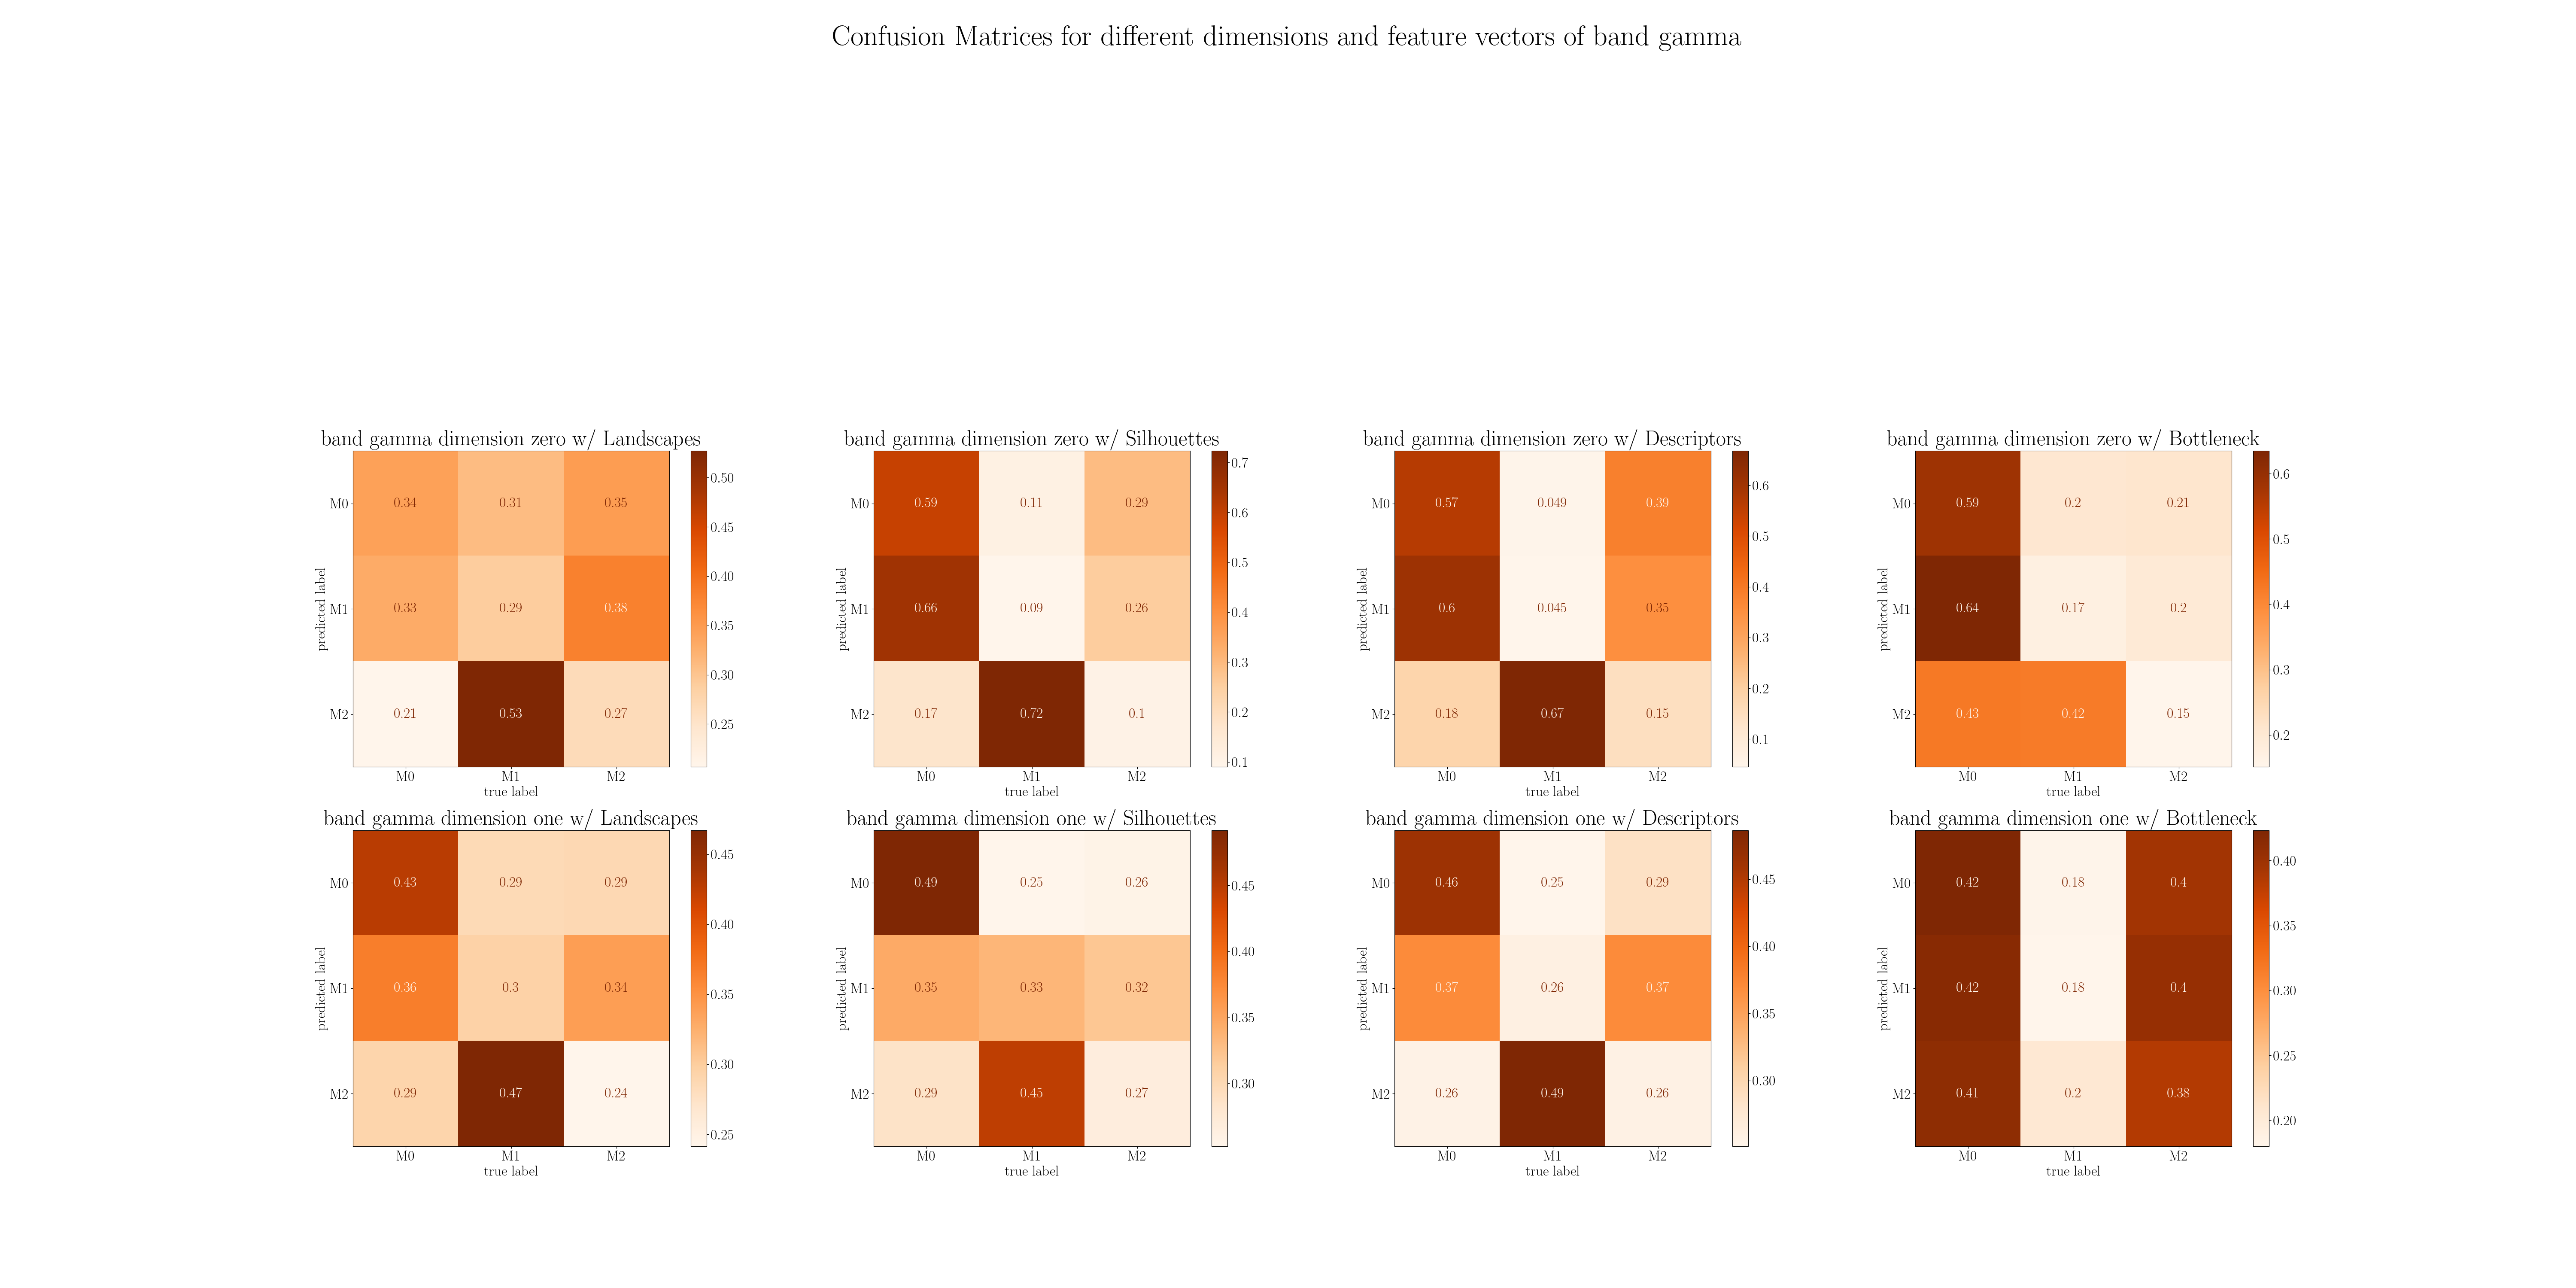 Confusion Matrices for different dimensions and feature vectors of band gamma
band gamma dimension zero w/ Landscapes
predicted label
M0
0.34 0.31 0.35
M1
0.33 0.29 0.38
M2
0.21 0.53 0.27
M0 M1 M2
true label
0.50
0.45
0.40
0.35
0.30
0.25
band gamma dimension zero w/ Silhouettes
predicted label
M0
0.59 0.11 0.29
M1
0.66 0.09 0.26
M2
0.17 0.72 0.1
M0 M1 M2
true label
0.7
0.6
0.5
0.4
0.3
0.2
0.1
band gamma dimension zero w/ Descriptors
predicted label
M0
0.57 0.049 0.39
M1
0.6 0.045 0.35
M2
0.18 0.67 0.15
M0 M1 M2
true label
0.6
0.5
0.4
0.3
0.2
0.1
band gamma dimension zero w/ Bottleneck
predicted label
M0
0.59 0.2 0.21
M1
0.64 0.17 0.2
M2
0.43 0.42 0.15
M0 M1 M2
true label
0.6
0.5
0.4
0.3
0.2
band gamma dimension one w/ Landscapes
predicted label
M0
0.43 0.29 0.29
M1
0.36 0.3 0.34
M2
0.29 0.47 0.24
M0 M1 M2
true label
0.45
0.40
0.35
0.30
0.25
band gamma dimension one w/ Silhouettes
predicted label
M0
0.49 0.25 0.26
M1
0.35 0.33 0.32
M2
0.29 0.45 0.27
M0 M1 M2
true label
0.45
0.40
0.35
0.30
band gamma dimension one w/ Descriptors
predicted label
M0
0.46 0.25 0.29
M1
0.37 0.26 0.37
M2
0.26 0.49 0.26
M0 M1 M2
true label
0.45
0.40
0.35
0.30
band gamma dimension one w/ Bottleneck
predicted label
M0
0.42 0.18 0.4
M1
0.42 0.18 0.4
M2
0.41 0.2 0.38
M0 M1 M2
true label
0.40
0.35
0.30
0.25
0.20